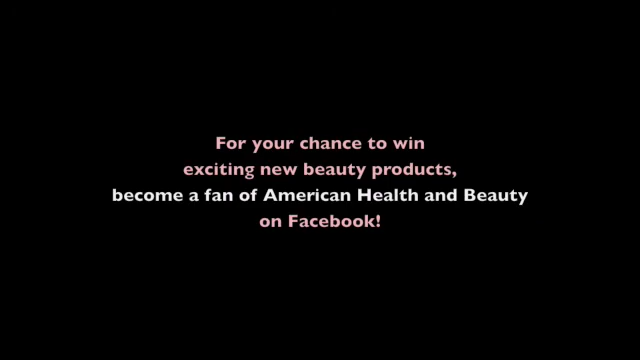 For your chance to win
exciting new beauty products,
become a fan of American Health and Beauty
on Facebook!